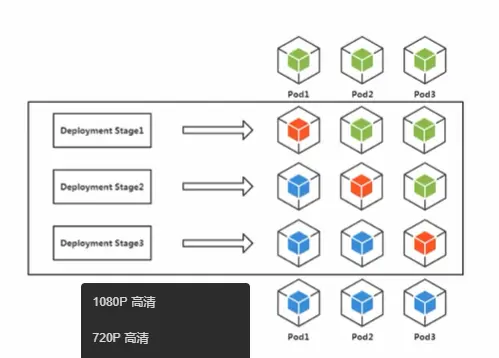 Pod1 Pod2 Pod3
Deployment Stage1
Deployment Stage2
Deployment Stage3
Pod1 Pod2 Pod3
1080P 高清
720P 高清